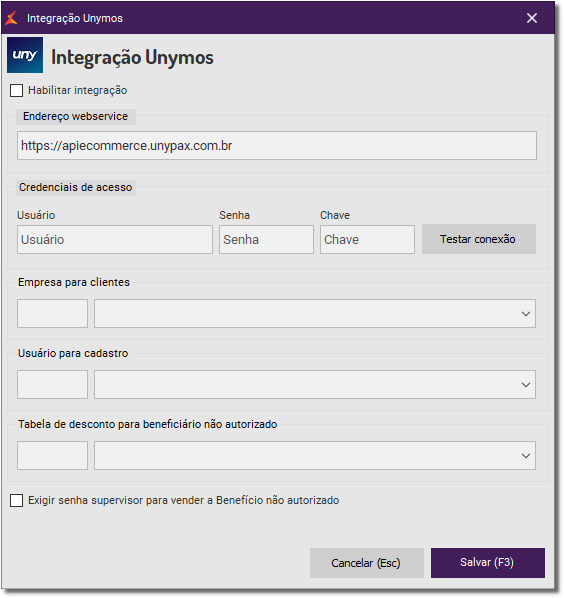 Integração Unymos
uny
Integração Unymos
Habilitar integração
Endereço webservice
https://apiecommerce.unypax.com.br
Credenciais de acesso
Usuário Senha Chave
Usuário Senha Chave Testar conexão
Empresa para clientes
Usuário para cadastro
Tabela de desconto para beneficiário não autorizado
Exigir senha supervisor para vender a Benefício não autorizado
Cancelar (Esc) Salvar (F3)